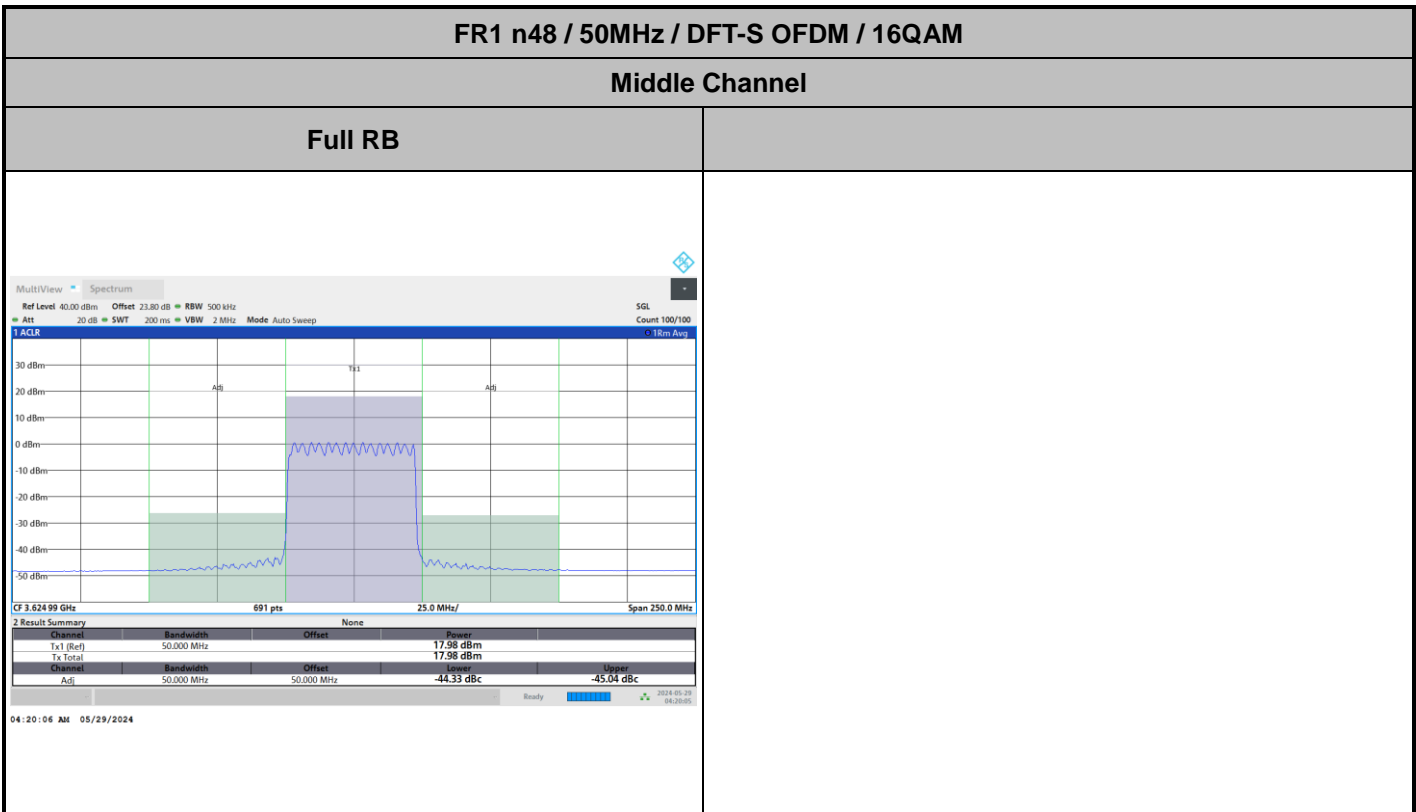 FR1 n48 / 50MHz / DFT-S OFDM / 16QAM
Middle Channel
Full RB
MultiView Spectrum
Ref Level 40.00 dBm Offset 23.80 dB RBW 500 kHz SGL
Att 20 dB SWT 200 ms VBW 2 MHz Mode Auto Sweep Count 100/100
1 ACLR 1Rm Avg
30 dBm
Tx1
Adj Adj
20 dBm
10 dBm
0 dBm
-10 dBm
-20 dBm
-30 dBm
-40 dBm
-50 dBm
CF 3.624 99 GHz 691 pts 25.0 MHz/ Span 250.0 MHz
2 Result Summary None
Channel Bandwidth Offset Power
Tx1 (Ref) 50.000 MHz 17.98 dBm
Tx Total 17.98 dBm
Channel Bandwidth Offset Lower Upper
Adj 50.000 MHz 50.000 MHz -44.33 dBc -45.04 dBc
Ready 2024-05-29
04:20:05
04:20:06 AM 05/29/2024